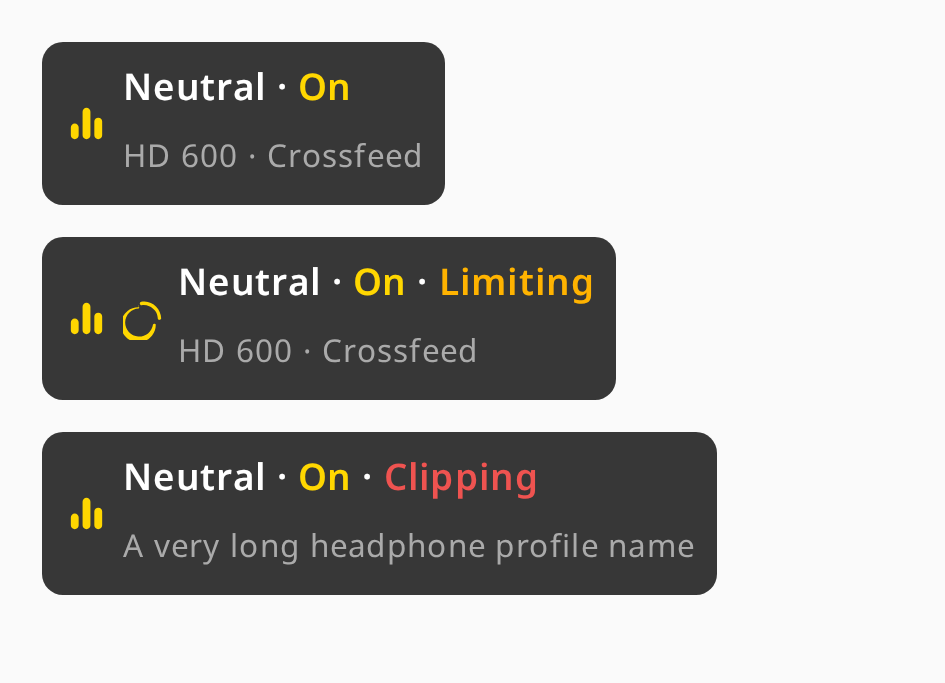 Neutral · On
HD 600 · Crossfeed
Neutral · On · Limiting
HD 600 · Crossfeed
Neutral · On · Clipping
A very long headphone profile name